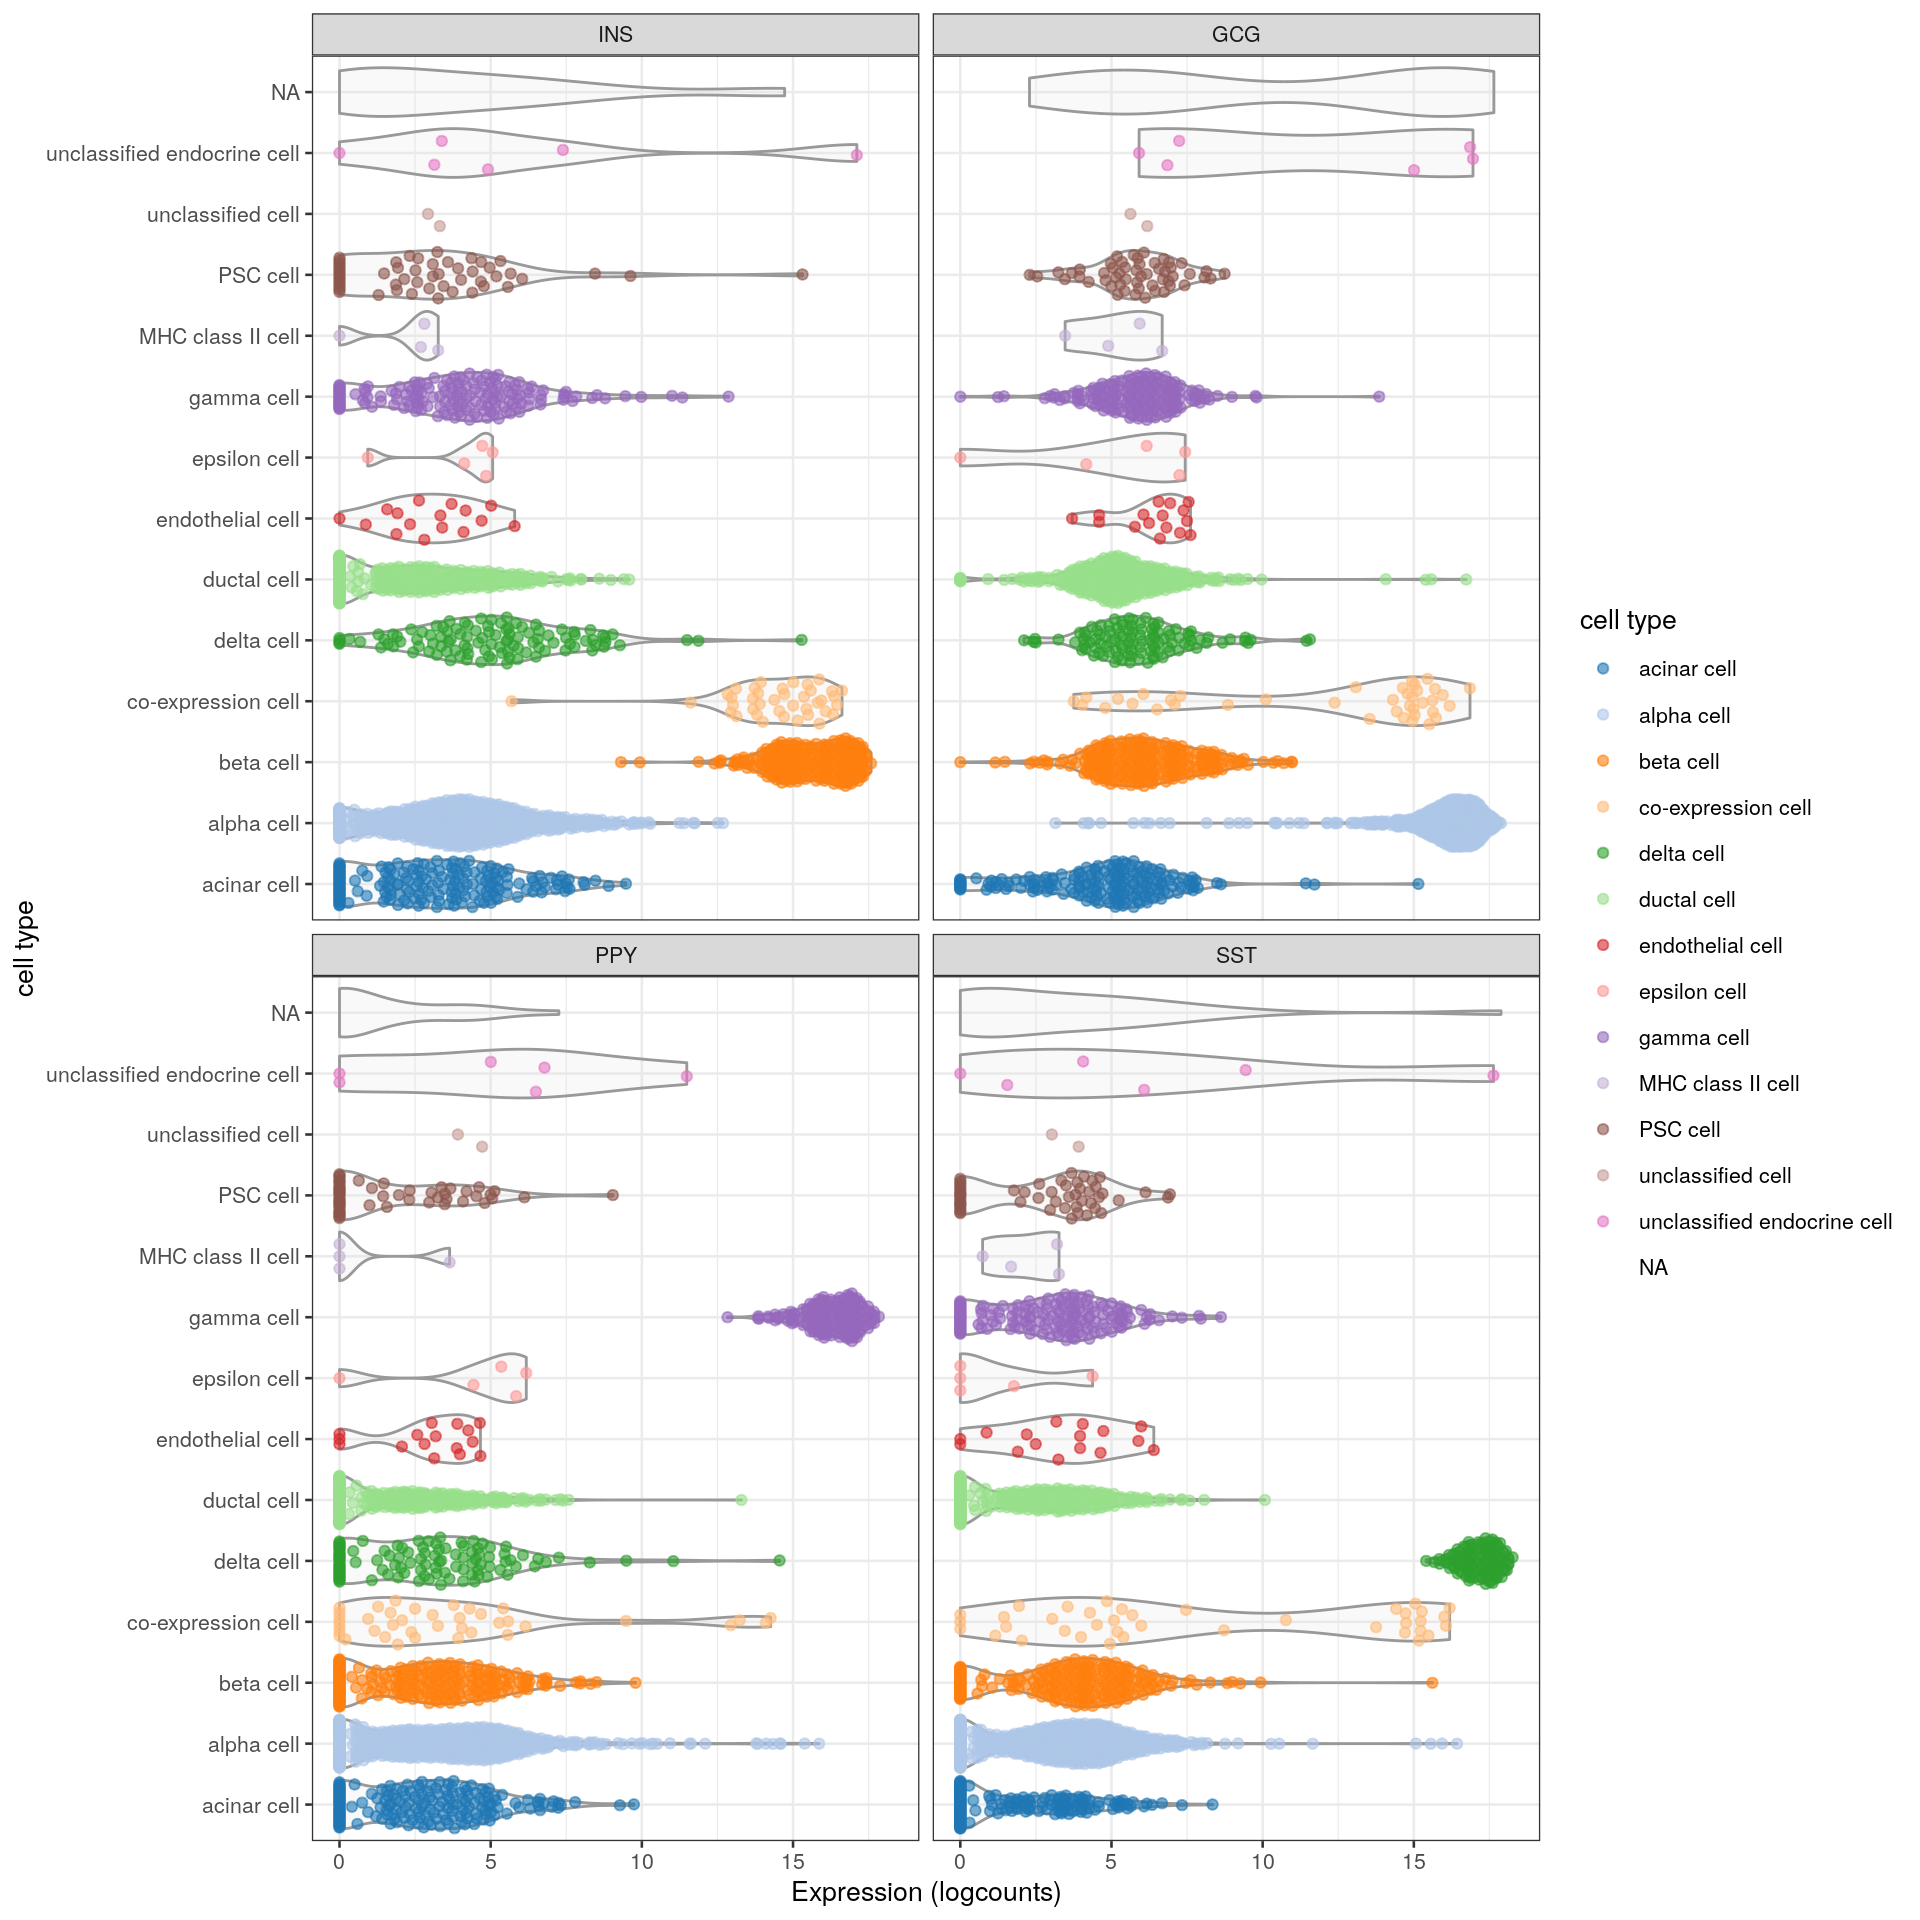 INS
GCG
NA
unclassified endocrine cell
unclassified cell
PSC cell
MHC class II cell
gamma cell
epsilon cell
endothelial cell
ductal cell
delta cell
co-expression cell
beta cell
alpha cell
acinar cell
PPY
SST
NA
unclassified endocrine cell
unclassified cell
PSC cell
MHC class II cell
gamma cell
epsilon cell
endothelial cell
ductal cell
delta cell
co-expression cell
beta cell
alpha cell
acinar cell
0 5 10 15
0 5 10 15
Expression (logcounts)
cell type
cell type
acinar cell
alpha cell
beta cell
co-expression cell
delta cell
ductal cell
endothelial cell
epsilon cell
gamma cell
MHC class II cell
PSC cell
unclassified cell
unclassified endocrine cell
NA